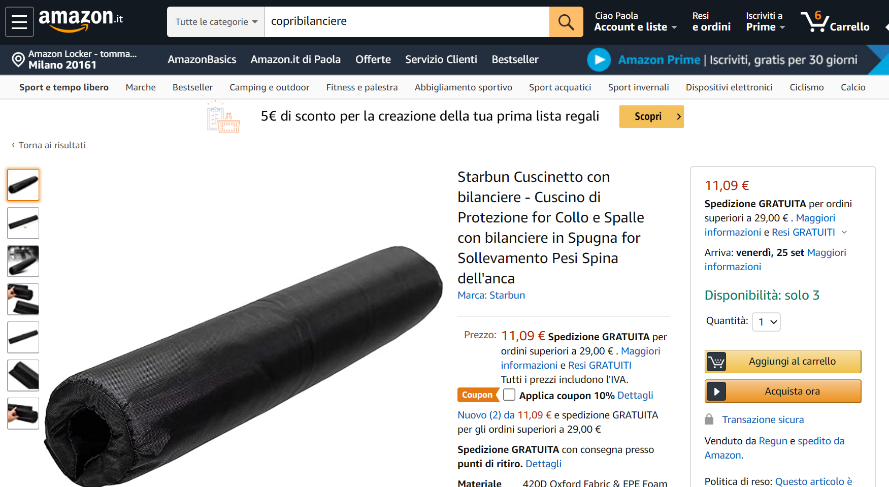 amazon.it
Tutte le categorie
copribilanciere
Ciao Paola
Account e liste
Resi
e ordini
Iscriviti a
Prime
6
Carrello
Amazon Locker - tomma...
Milano 20161
AmazonBasics
Amazon.it di Paola
Offerte
Servizio Clienti
Bestseller
Amazon Prime | Iscriviti, gratis per 30 giorni
Sport e tempo libero
Marche
Bestseller
Camping e outdoor
Fitness e palestra
Abbigliamento sportivo
Sport acquatici
Sport invernali
Dispositivi elettronici
Ciclismo
Calcio
5€ di sconto per la creazione della tua prima lista regali
Scopri
‹ Torna ai risultati
Starbun Cuscinetto con
bilanciere - Cuscino di
Protezione for Collo e Spalle
con bilanciere in Spugna for
Sollevamento Pesi Spina
dell'anca
Marca: Starbun
Prezzo: 11,09 € Spedizione GRATUITA per
ordini superiori a 29,00 € . Maggiori
informazioni e Resi GRATUITI
Tutti i prezzi includono l'IVA.
Coupon Applica coupon 10% Dettagli
Nuovo (2) da 11,09 € e spedizione GRATUITA
per gli ordini superiori a 29,00 €
Spedizione GRATUITA con consegna presso
punti di ritiro. Dettagli
Materiale 420D Oxford Fabric & EPE Foam
11,09 €
Spedizione GRATUITA per ordini
superiori a 29,00 € . Maggiori
informazioni e Resi GRATUITI
Arriva: venerdì, 25 set Maggiori
informazioni
Disponibilità: solo 3
Quantità: 1
Aggiungi al carrello
Acquista ora
Transazione sicura
Venduto da Regun e spedito da
Amazon.
Politica di reso: Questo articolo è